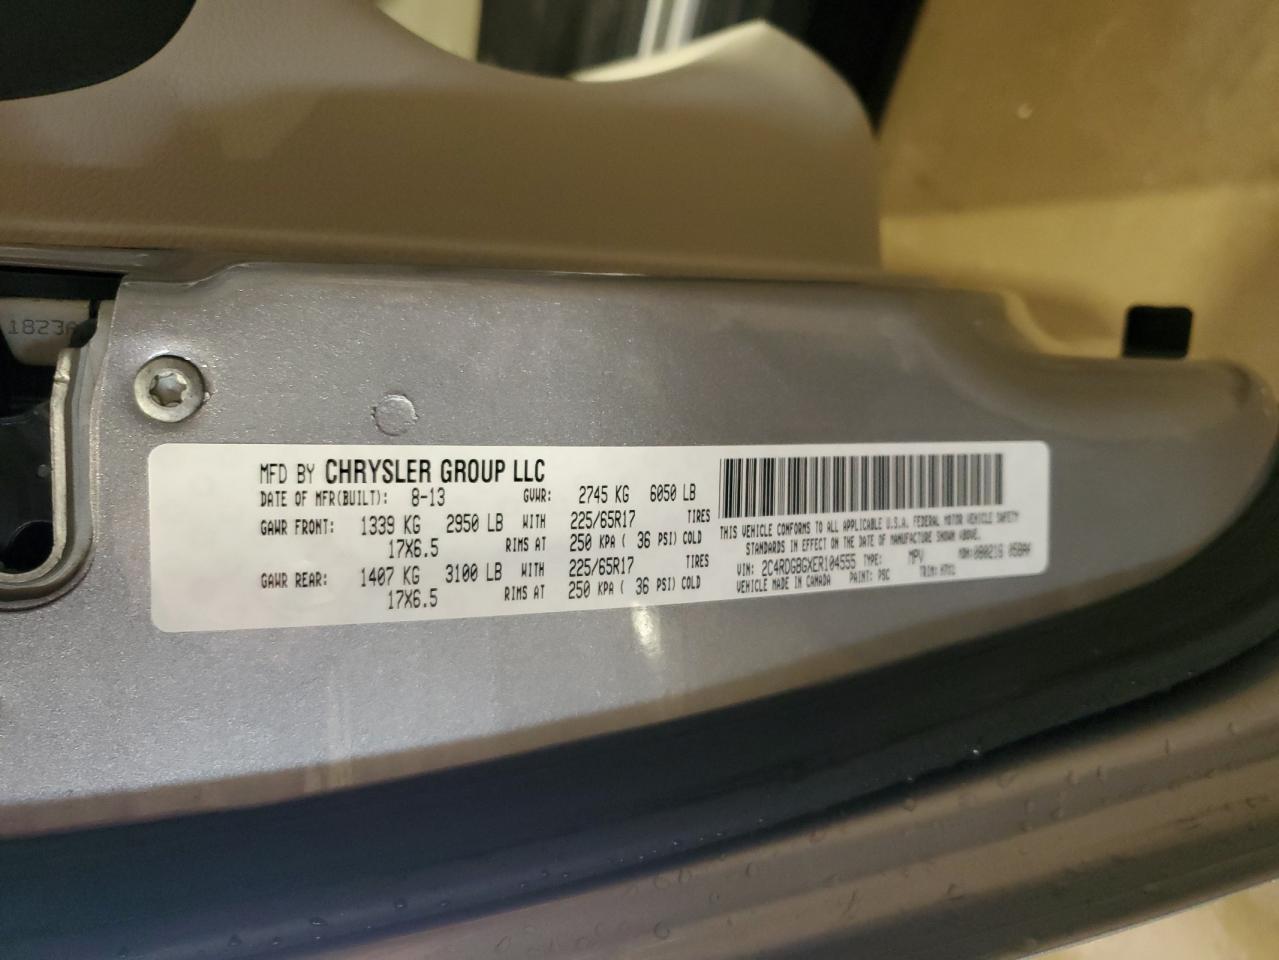 1823A
MFD BY CHRYSLER GROUP LLC
DATE OF MFR(BUILT): 8-13 GVWR: 2745 KG 6050 LB
GAWR FRONT: 1339 KG 2950 LB WITH 225/65R17 TIRES
17X6.5 RIMS AT 250 KPA ( 36 PSI) COLD
GAWR REAR: 1407 KG 3100 LB WITH 225/65R17 TIRES
17X6.5 RIMS AT 250 KPA ( 36 PSI) COLD
THIS VEHICLE CONFORMS TO ALL APPLICABLE U.S.A. FEDERAL MOTOR VEHICLE SAFETY
STANDARDS IN EFFECT ON THE DATE OF MANUFACTURE SHOWN ABOVE.
VIN: 2C4RDGBGXER104555 TYPE: MPV MDH:
VEHICLE MADE IN CANADA PAINT: PSC TRIM: